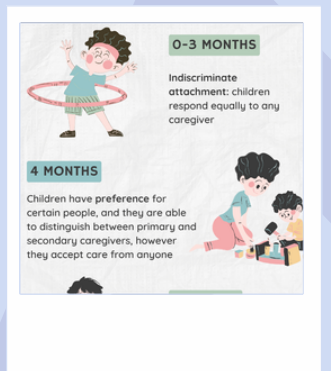 0-3 MONTHS
Indiscriminate
attachment: children
respond equally to any
caregiver
4 MONTHS
Children have preference for
certain people, and they are able
to distinguish between primary and
secondary caregivers, however
they accept care from anyone